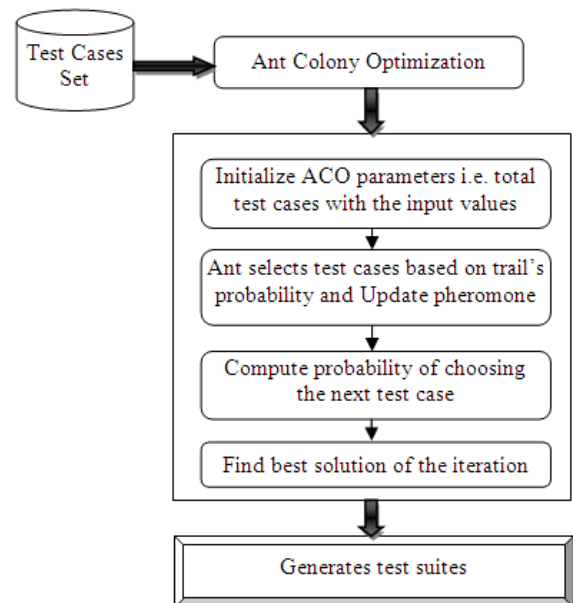 Test Cases
Set
Ant Colony Optimization
Initialize ACO parameters i.e. total
test cases with the input values
Ant selects test cases based on trail's
probability and Update pheromone
Compute probability of choosing
the next test case
Find best solution of the iteration
Generates test suites